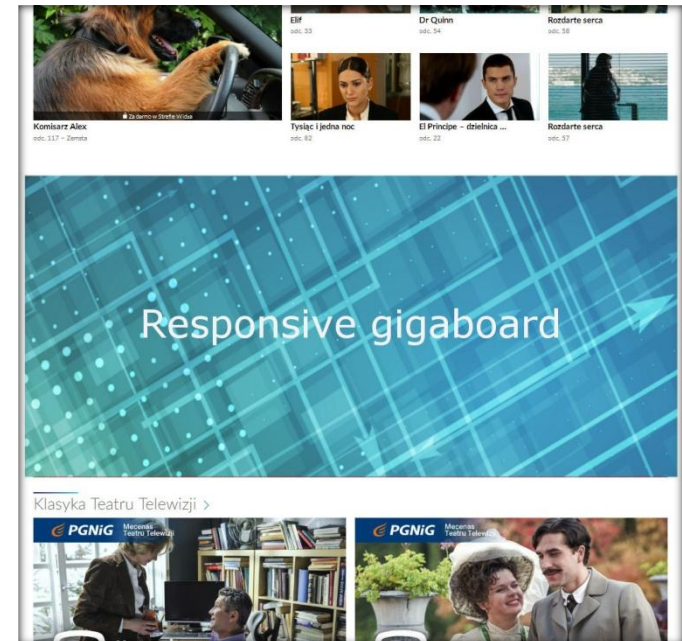 Elif
odc. 33
Dr Quinn
odc. 54
Rozdarte serca
odc. 58
Za darmo w Strefie Widza
Komisarz Alex
odc. 117 – Zemsta
Tysiąc i jedna noc
odc. 82
El Principe – dzielnica ...
odc. 22
Rozdarte serca
odc. 57
Responsive gigaboard
Klasyka Teatru Telewizji >
PGNiG Mecenas
Teatru Telewizji
PGNiG Mecenas
Teatru Telewizji